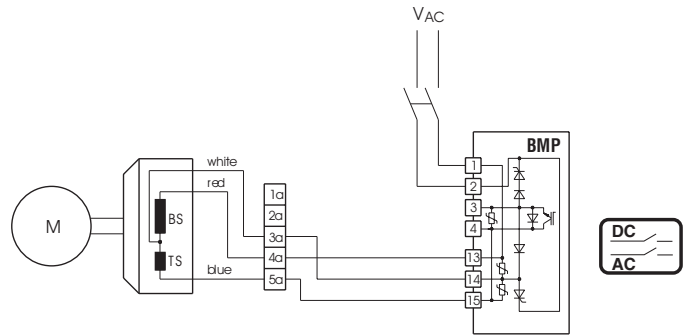 VAC
BMP
1
2
3
4
13
14
15
white
red
blue
M
BS
TS
1a
2a
3a
4a
5a
DC
AC